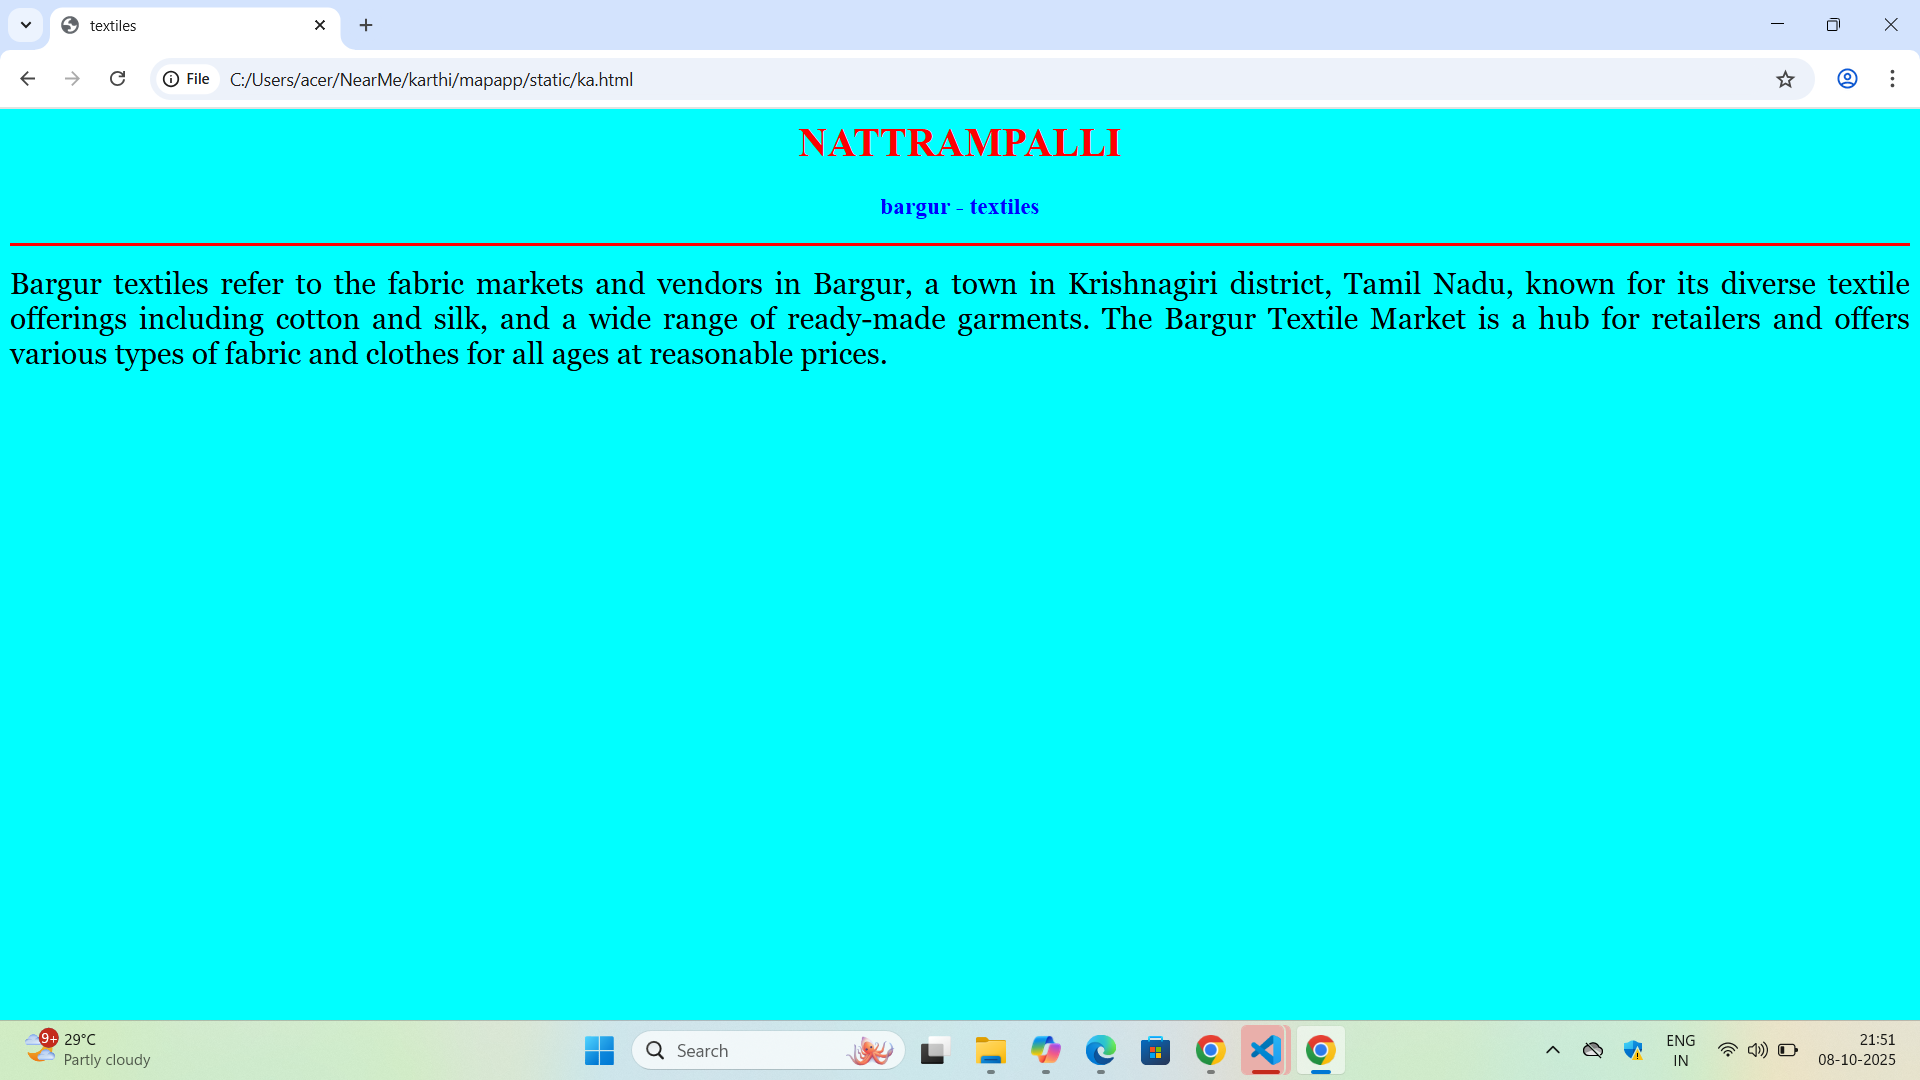 textiles
File
C:/Users/acer/NearMe/karthi/mapapp/static/ka.html
NATTRAMPALLI
bargur - textiles
Bargur textiles refer to the fabric markets and vendors in Bargur, a town in Krishnagiri district, Tamil Nadu, known for its diverse textile
offerings including cotton and silk, and a wide range of ready-made garments. The Bargur Textile Market is a hub for retailers and offers
various types of fabric and clothes for all ages at reasonable prices.
9+
29°C
Partly cloudy
Search
ENG
IN
21:51
08-10-2025